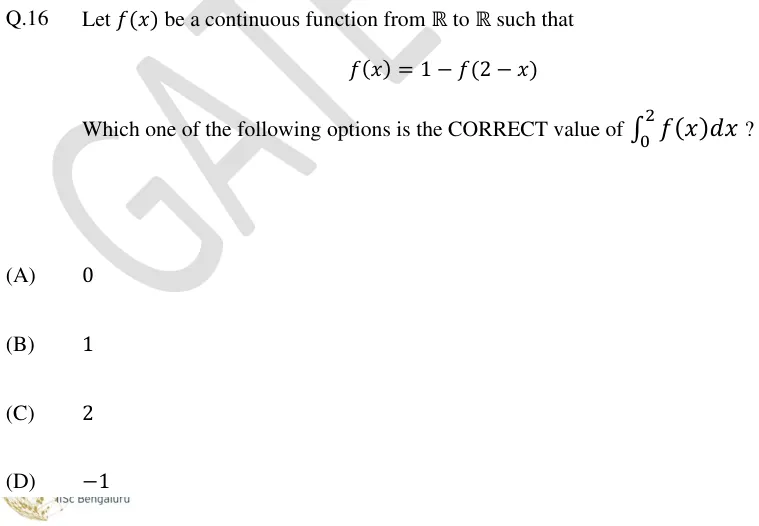 Q.16 Let f(x) be a continuous function from ℝ to ℝ such that
f(x) = 1 − f(2 − x)
Which one of the following options is the CORRECT value of ∫₀² f(x)dx ?
GATE
(A) 0
(B) 1
(C) 2
(D) −1
IISc Bengaluru